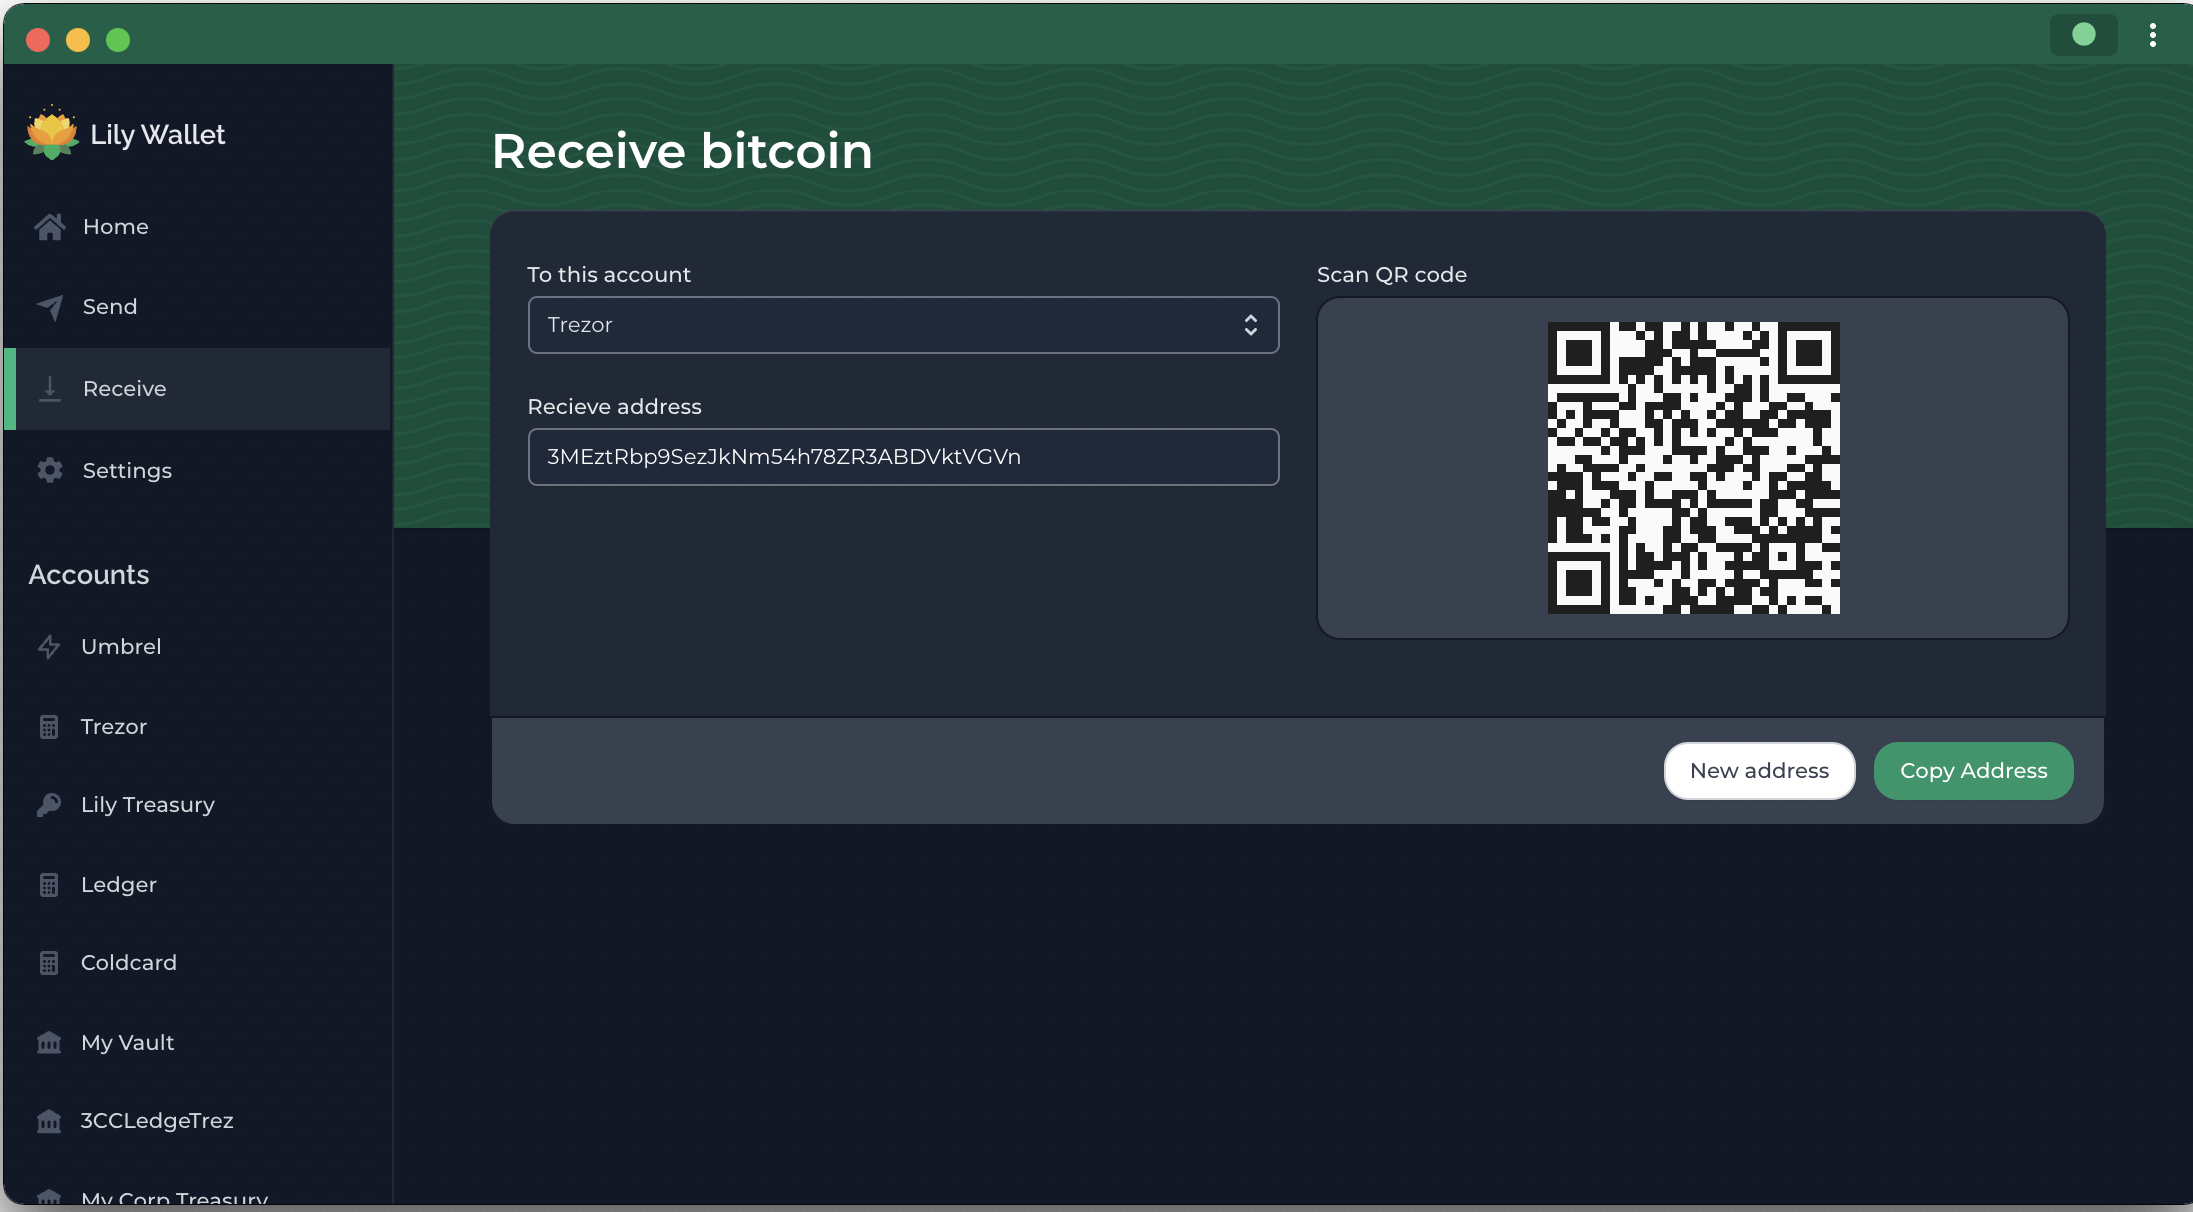 Lily Wallet
Home
Send
Receive
Settings
Accounts
Umbrel
Trezor
Lily Treasury
Ledger
Coldcard
My Vault
3CCLedgeTrez
My Corp Treasury
Receive bitcoin
To this account
Trezor
Recieve address
3MEztRbp9SezJkNm54h78ZR3ABDVktVGVn
Scan QR code
New address
Copy Address